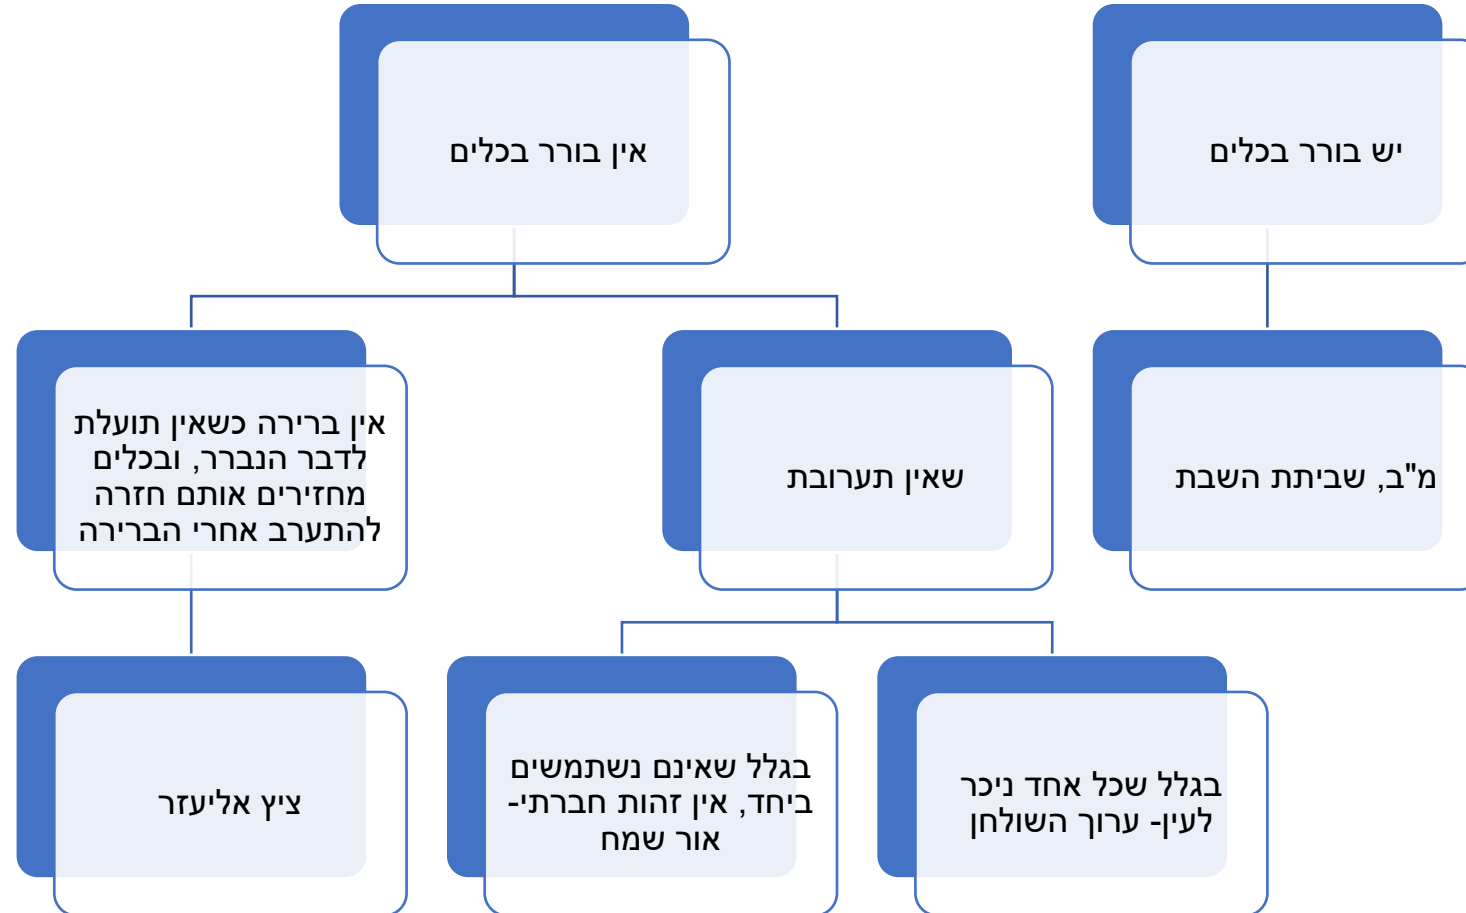 יש בורר בכלים
אין בורר בכלים
מ"ב, שביתת השבת
שאין תערובת
אין ברירה כשאין תועלת
לדבר הנברר, ובכלים
מחזירים אותם חזרה
להתערב אחרי הברירה
בגלל שכל אחד ניכר
לעין- ערוך השולחן
בגלל שאינם נשתמשים
ביחד, אין זהות חברתי-
אור שמח
ציץ אליעזר